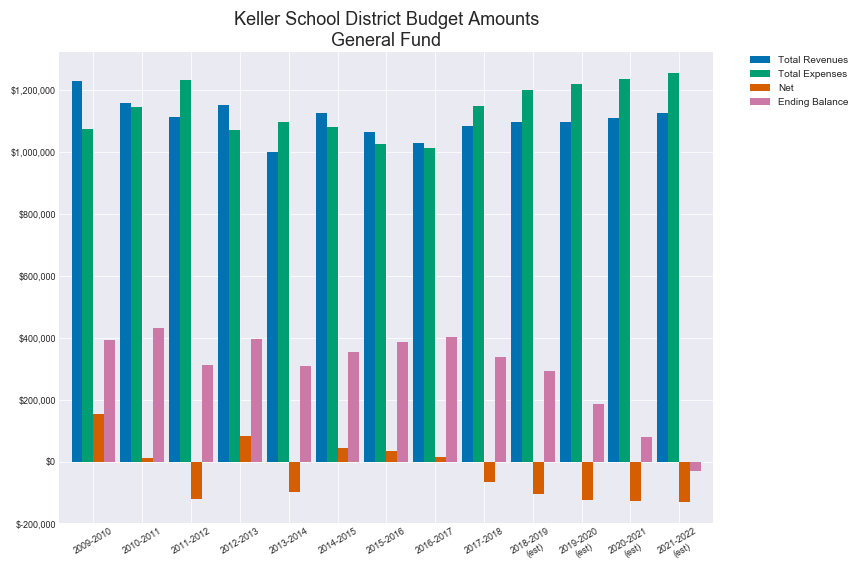 Keller School District Budget Amounts
General Fund
Total Revenues
Total Expenses
Net
Ending Balance
$1,200,000
$1,000,000
$800,000
$600,000
$400,000
$200,000
$0
$-200,000
2009-2010
2010-2011
2011-2012
2012-2013
2013-2014
2014-2015
2015-2016
2016-2017
2017-2018
2018-2019
(est)
2019-2020
(est)
2020-2021
(est)
2021-2022
(est)